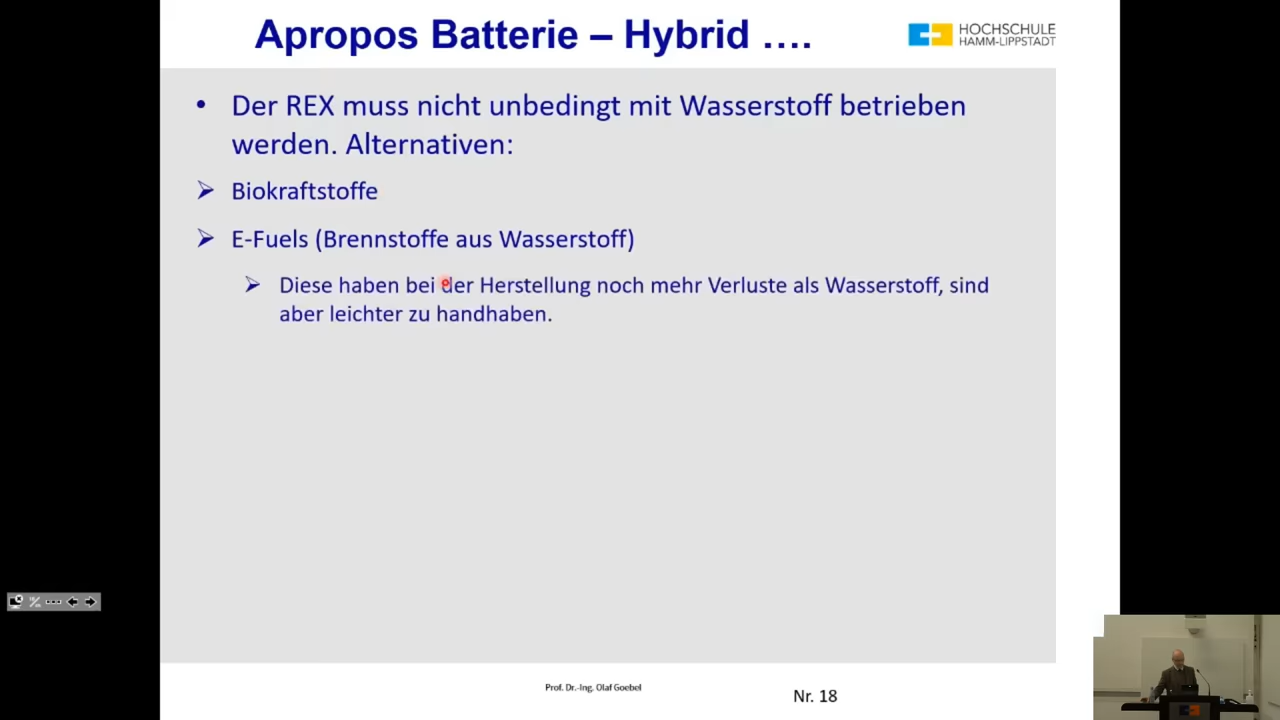 Apropos Batterie – Hybrid ….
HOCHSCHULE
HAMM-LIPPSTADT
• Der REX muss nicht unbedingt mit Wasserstoff betrieben
werden. Alternativen:
➢ Biokraftstoffe
➢ E-Fuels (Brennstoffe aus Wasserstoff)
➢ Diese haben bei der Herstellung noch mehr Verluste als Wasserstoff, sind
aber leichter zu handhaben.
Prof. Dr.-Ing. Olaf Goebel
Nr. 18